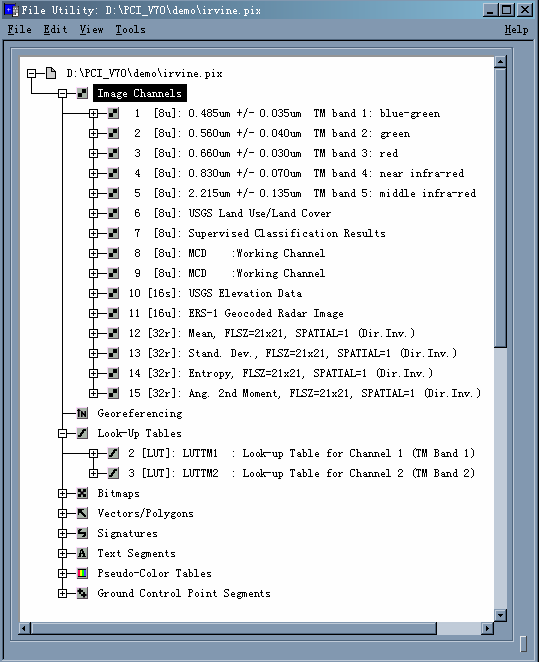 File Utility: D:\PCI_V70\demo\irvine.pix
File Edit View Tools Help
D:\PCI_V70\demo\irvine.pix
Image Channels
1 [8u]: 0.485um +/- 0.035um TM band 1: blue-green
2 [8u]: 0.560um +/- 0.040um TM band 2: green
3 [8u]: 0.660um +/- 0.030um TM band 3: red
4 [8u]: 0.830um +/- 0.070um TM band 4: near infra-red
5 [8u]: 2.215um +/- 0.135um TM band 5: middle infra-red
6 [8u]: USGS Land Use/Land Cover
7 [8u]: Supervised Classification Results
8 [8u]: MCD :Working Channel
9 [8u]: MCD :Working Channel
10 [16s]: USGS Elevation Data
11 [16u]: ERS-1 Geocoded Radar Image
12 [32r]: Mean, FLSZ=21x21, SPATIAL=1 (Dir.Inv.)
13 [32r]: Stand. Dev., FLSZ=21x21, SPATIAL=1 (Dir.Inv.)
14 [32r]: Entropy, FLSZ=21x21, SPATIAL=1 (Dir.Inv.)
15 [32r]: Ang. 2nd Moment, FLSZ=21x21, SPATIAL=1 (Dir.Inv.)
Georeferencing
Look-Up Tables
2 [LUT]: LUTTM1 : Look-up Table for Channel 1 (TM Band 1)
3 [LUT]: LUTTM2 : Look-up Table for Channel 2 (TM Band 2)
Bitmaps
Vectors/Polygons
Signatures
Text Segments
Pseudo-Color Tables
Ground Control Point Segments